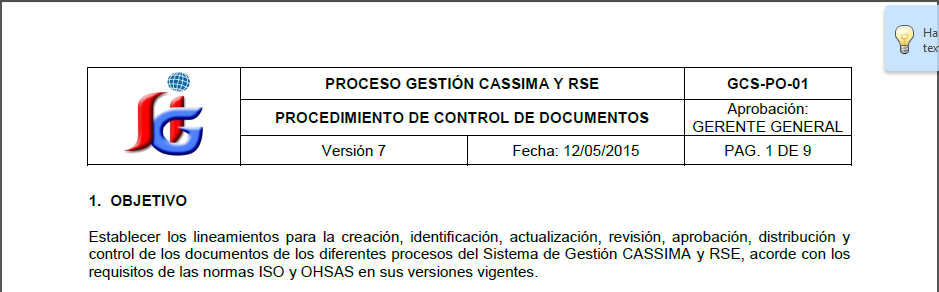 PROCESO GESTIÓN CASSIMA Y RSE
GCS-PO-01
PROCEDIMIENTO DE CONTROL DE DOCUMENTOS
Aprobación:
GERENTE GENERAL
Versión 7
Fecha: 12/05/2015
PAG. 1 DE 9
1. OBJETIVO
Establecer los lineamientos para la creación, identificación, actualización, revisión, aprobación, distribución y
control de los documentos de los diferentes procesos del Sistema de Gestión CASSIMA y RSE, acorde con los
requisitos de las normas ISO y OHSAS en sus versiones vigentes.